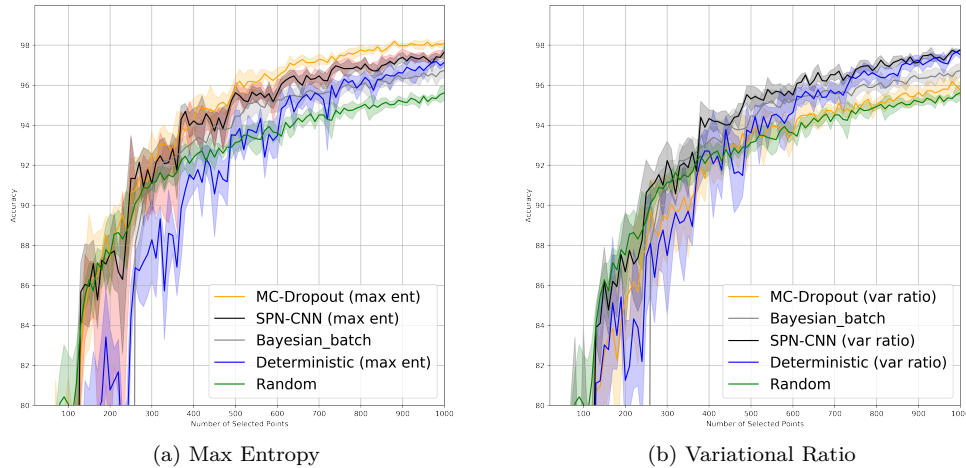 98
96
94
92
90
88
86
84
82
80
Accuracy
100 200 300 400 500 600 700 800 900 1000
Number of Selected Points
MC-Dropout (max ent)
SPN-CNN (max ent)
Bayesian_batch
Deterministic (max ent)
Random
(a) Max Entropy
98
96
94
92
90
88
86
84
82
80
Accuracy
100 200 300 400 500 600 700 800 900 1000
Number of Selected Points
MC-Dropout (var ratio)
Bayesian_batch
SPN-CNN (var ratio)
Deterministic (var ratio)
Random
(b) Variational Ratio